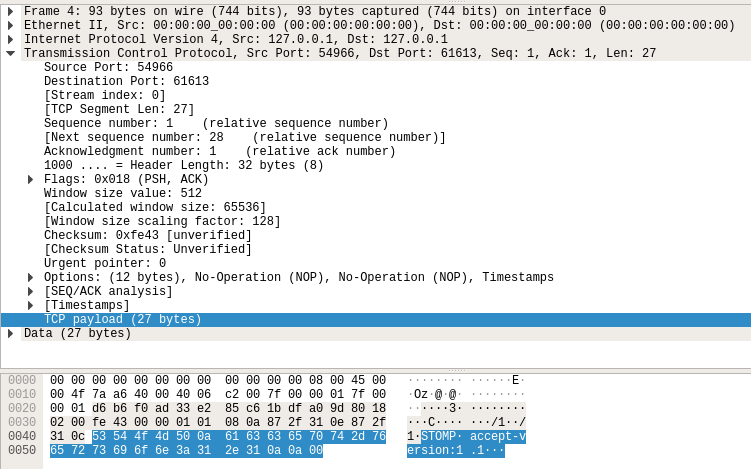 Frame 4: 93 bytes on wire (744 bits), 93 bytes captured (744 bits) on interface 0
Ethernet II, Src: 00:00:00_00:00:00 (00:00:00:00:00:00), Dst: 00:00:00_00:00:00 (00:00:00:00:00:00)
Internet Protocol Version 4, Src: 127.0.0.1, Dst: 127.0.0.1
Transmission Control Protocol, Src Port: 54966, Dst Port: 61613, Seq: 1, Ack: 1, Len: 27
Source Port: 54966
Destination Port: 61613
[Stream index: 0]
[TCP Segment Len: 27]
Sequence number: 1    (relative sequence number)
[Next sequence number: 28    (relative sequence number)]
Acknowledgment number: 1    (relative ack number)
1000 .... = Header Length: 32 bytes (8)
Flags: 0x018 (PSH, ACK)
Window size value: 512
[Calculated window size: 65536]
[Window size scaling factor: 128]
Checksum: 0xfe43 [unverified]
[Checksum Status: Unverified]
Urgent pointer: 0
Options: (12 bytes), No-Operation (NOP), No-Operation (NOP), Timestamps
[SEQ/ACK analysis]
[Timestamps]
TCP payload (27 bytes)
Data (27 bytes)
0000  00 00 00 00 00 00 00 00  00 00 00 00 08 00 45 00   ········ ······E·
0010  00 4f 7a a6 40 00 40 06  c2 00 7f 00 00 01 7f 00   ·Oz·@·@· ········
0020  00 01 d6 b6 f0 ad 33 e2  85 c6 1b df a0 9d 80 18   ······3· ········
0030  02 00 fe 43 00 00 01 01  08 0a 87 2f 31 0e 87 2f   ···C···· ···/1··/
0040  31 0c 53 54 4f 4d 50 0a  61 63 63 65 70 74 2d 76   1·STOMP· accept-v
0050  65 72 73 69 6f 6e 3a 31  2e 31 0a 0a 00   ersion:1 .1···